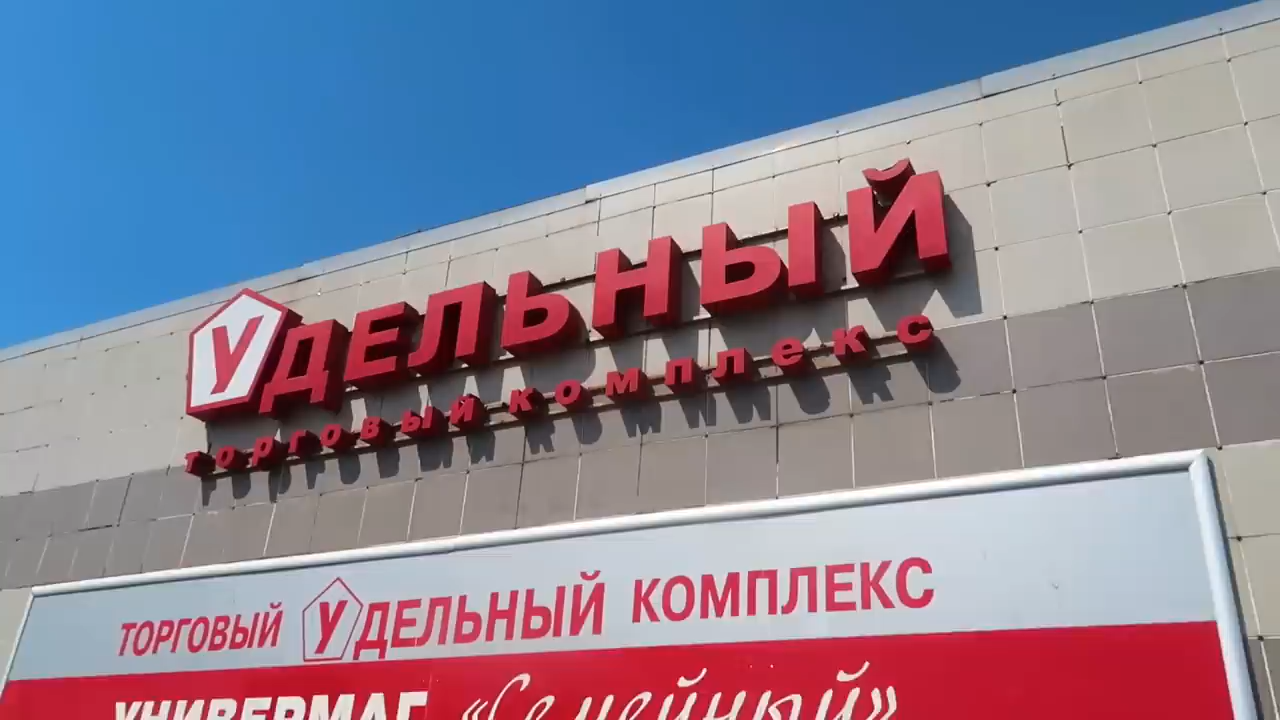 УДЕЛЬНЫЙ
торговый комплекс
ТОРГОВЫЙ УДЕЛЬНЫЙ КОМПЛЕКС
УНИВЕРМАГ «Семейный»